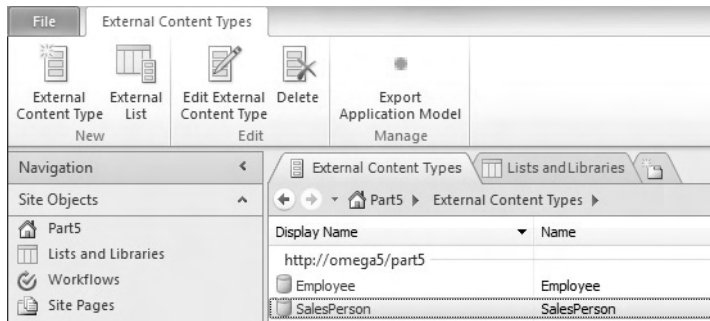 File External Content Types
External Content Type
External List
Edit External Content Type
Delete
Export Application Model
New
Edit
Manage
Navigation
Site Objects
Part5
Lists and Libraries
Workflows
Site Pages
External Content Types
Lists and Libraries
Part5
External Content Types
Display Name Name
http://omega5/part5
Employee Employee
SalesPerson SalesPerson